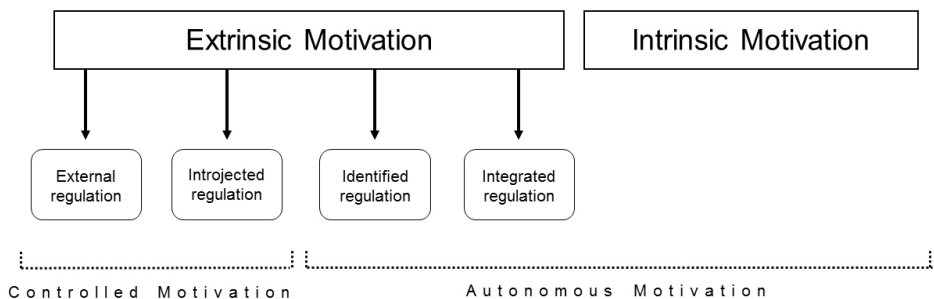 Extrinsic Motivation
Intrinsic Motivation
External
regulation
Introjected
regulation
Identified
regulation
Integrated
regulation
Controlled Motivation
Autonomous Motivation